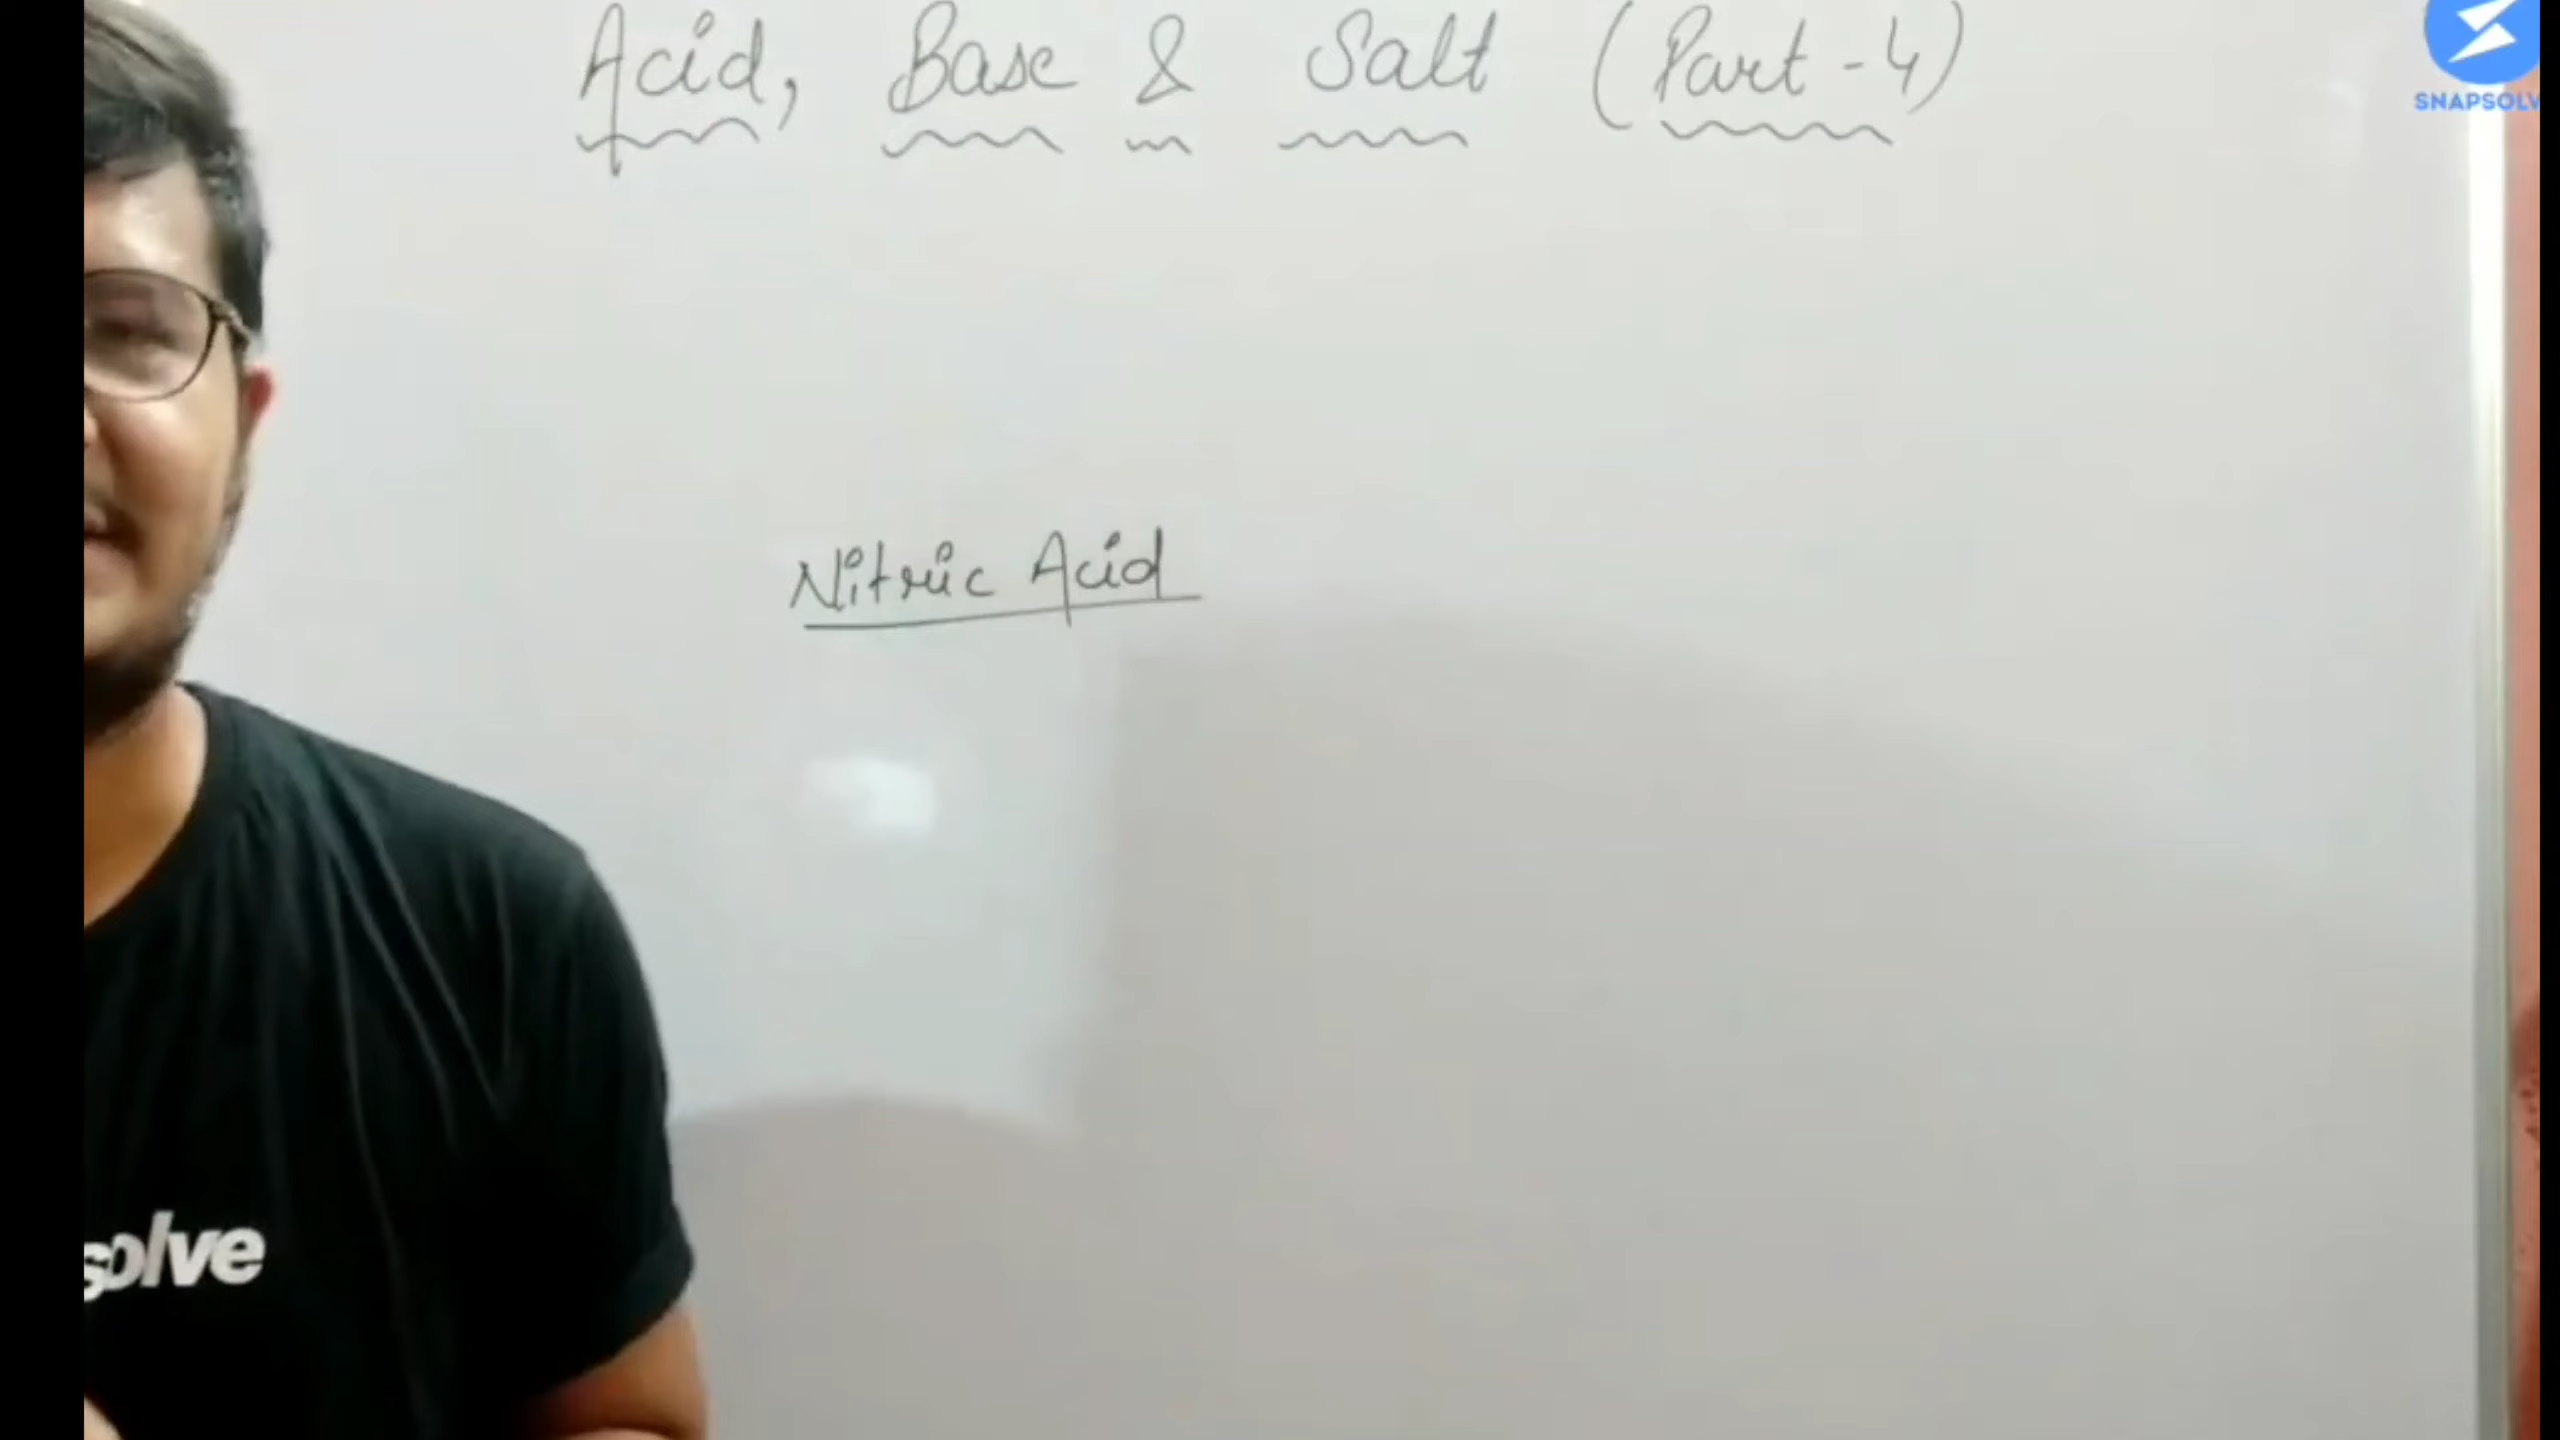 Acid, Base & Salt (Part-4)
SNAPSOLV
Nitric Acid
solve